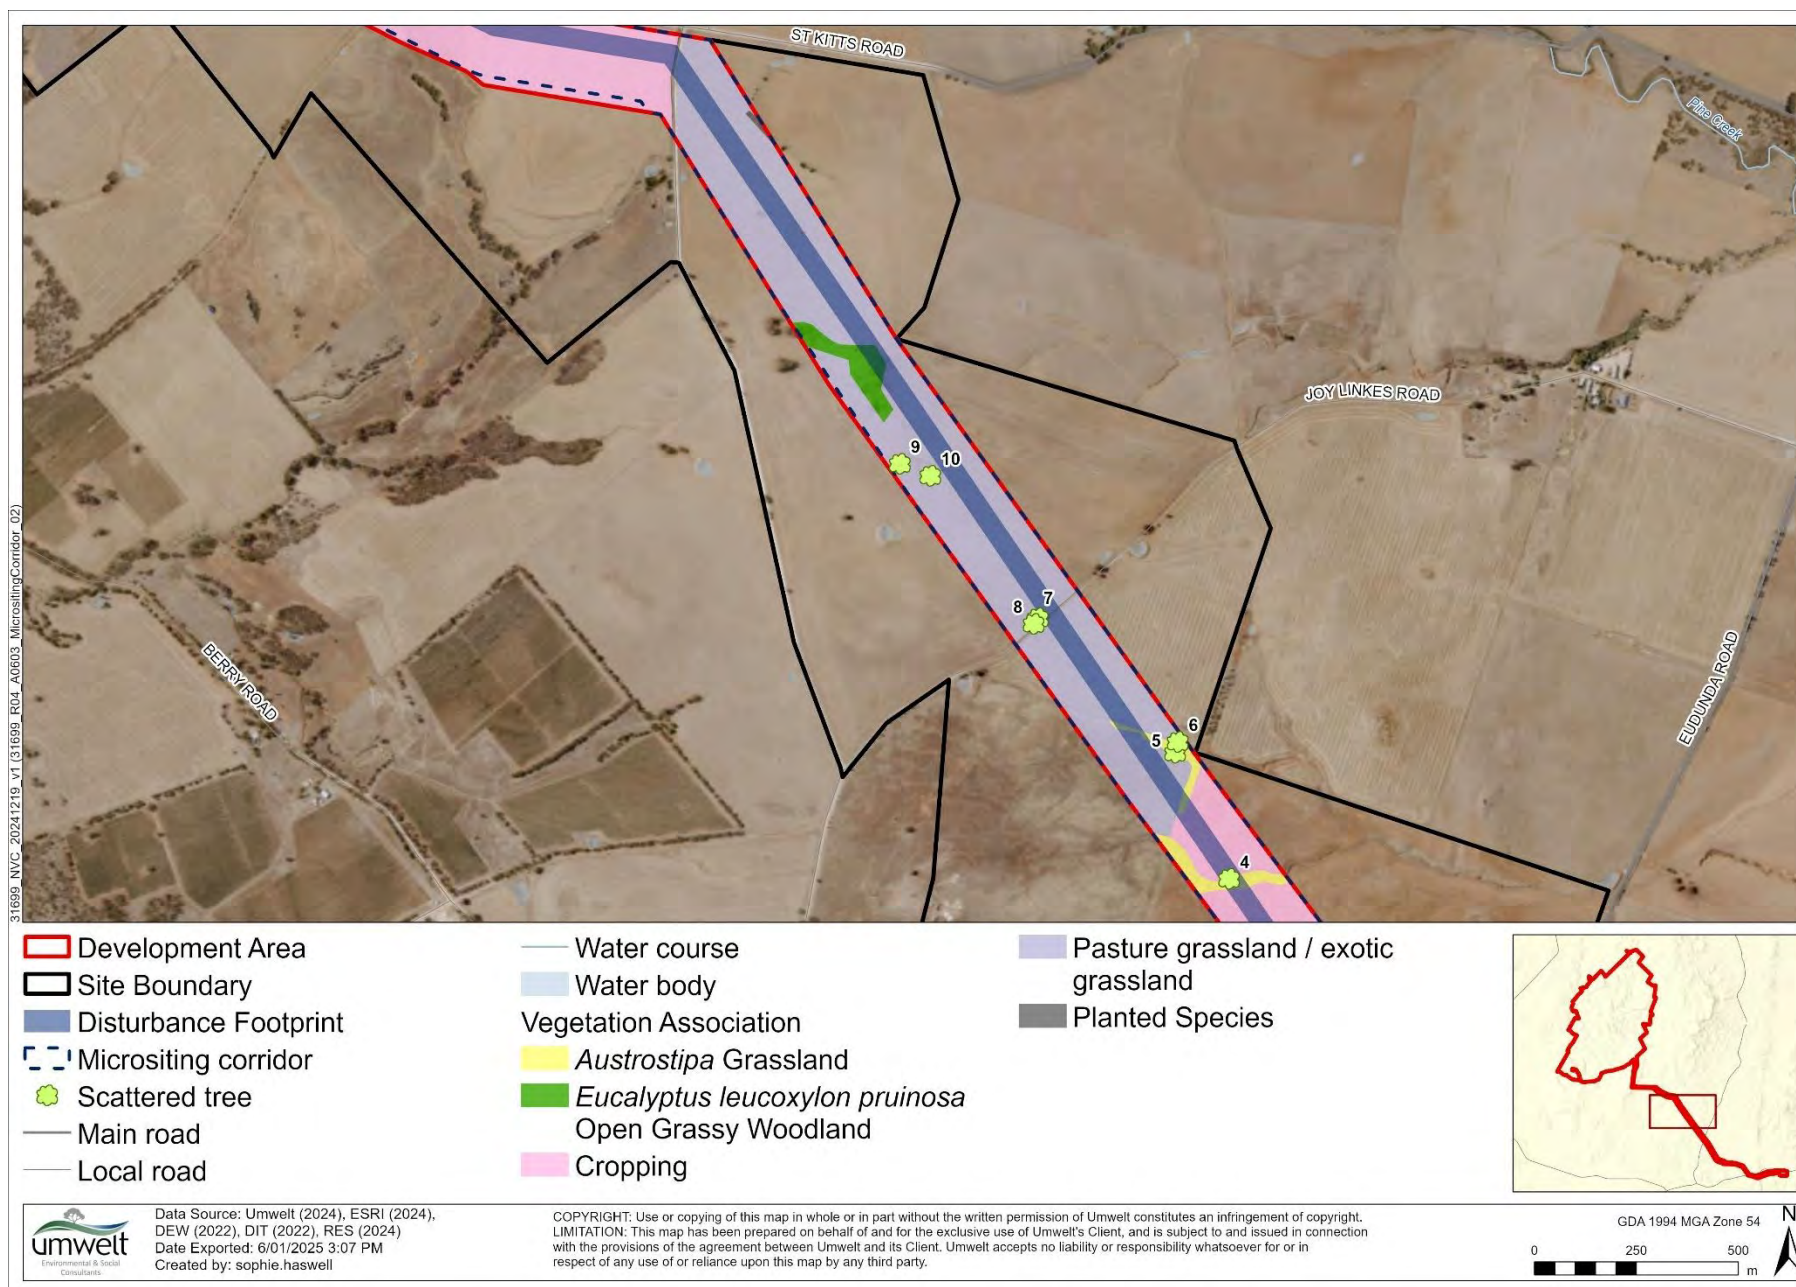 ST KITTS ROAD
Pine Creek
JOY LINKES ROAD
9
10
7
8
BERRY ROAD
EUDUNDA ROAD
6
5
4
31699_NVC_20241219_v1 (31699_R04_A0603_MicrositingCorridor_02)
Development Area
Site Boundary
Disturbance Footprint
Micrositing corridor
Scattered tree
Main road
Local road
Water course
Water body
Vegetation Association
Austrostipa Grassland
Eucalyptus leucoxylon pruinosa
Open Grassy Woodland
Cropping
Pasture grassland / exotic
grassland
Planted Species
umwelt
Environmental & Social
Consultants
Data Source: Umwelt (2024), ESRI (2024),
DEW (2022), DIT (2022), RES (2024)
Date Exported: 6/01/2025 3:07 PM
Created by: sophie.haswell
COPYRIGHT: Use or copying of this map in whole or in part without the written permission of Umwelt constitutes an infringement of copyright.
LIMITATION: This map has been prepared on behalf of and for the exclusive use of Umwelt's Client, and is subject to and issued in connection
with the provisions of the agreement between Umwelt and its Client. Umwelt accepts no liability or responsibility whatsoever for or in
respect of any use of or reliance upon this map by any third party.
GDA 1994 MGA Zone 54
N
0 250 500
m